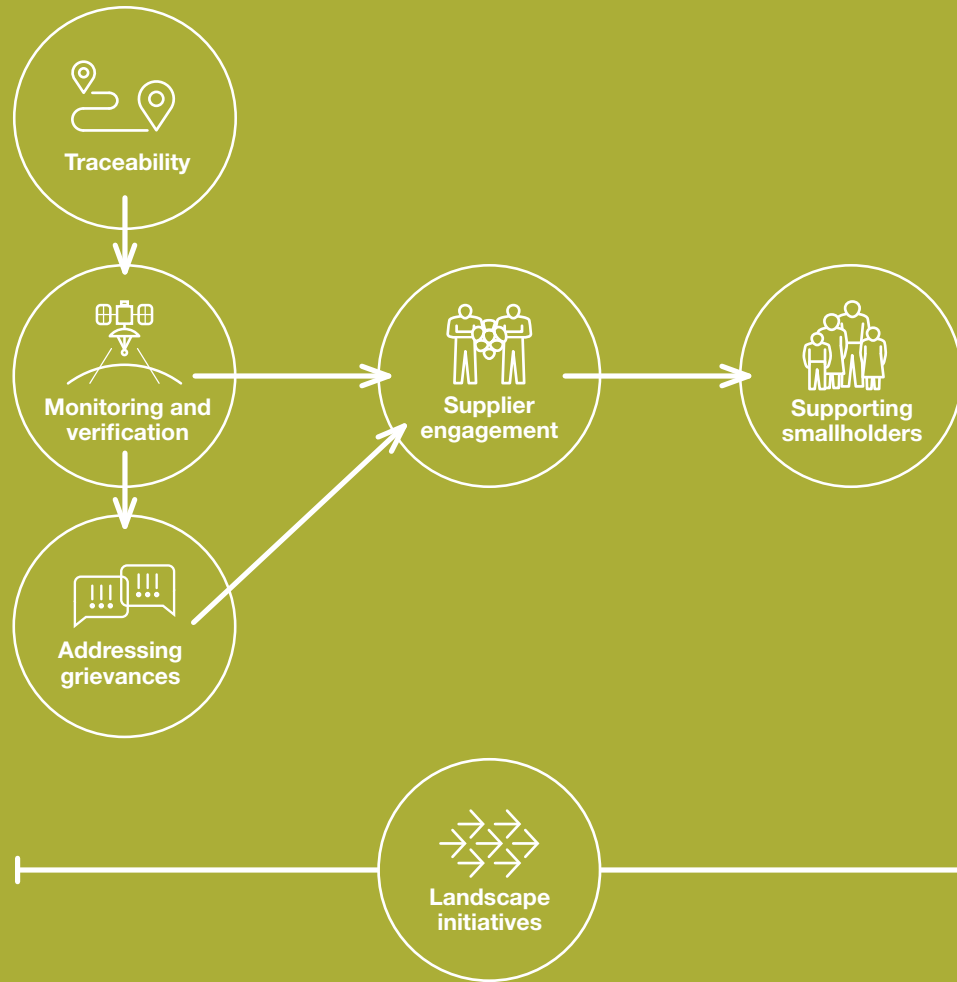 Traceability
Monitoring and
verification
Supplier
engagement
Supporting
smallholders
Addressing
grievances
Landscape
initiatives